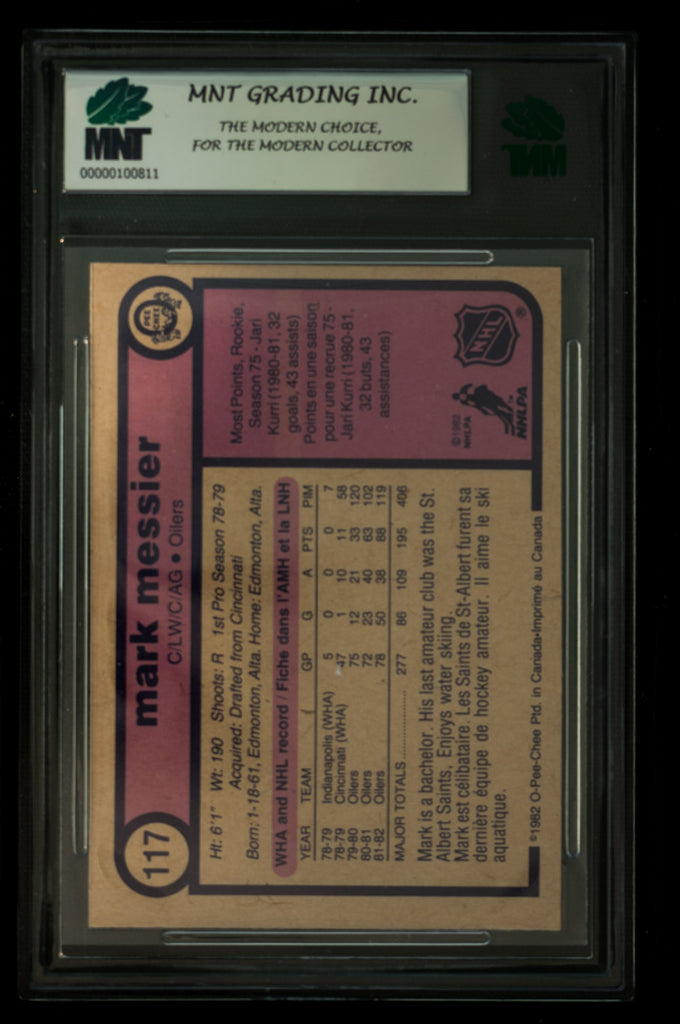 MNT GRADING INC.
THE MODERN CHOICE,
FOR THE MODERN COLLECTOR
MNT
00000100811
MNT
117
mark messier
C/LW/C/AG • Oilers
O
PEE
CHEE
Ht: 6'1" Wt: 190 Shoots: R 1st Pro Season 78-79
Acquired: Drafted from Cincinnati
Born: 1-18-61, Edmonton, Alta. Home: Edmonton, Alta.
WHA and NHL record / Fiche dans l'AMH et la LNH
YEAR TEAM GP G A PTS PIM
78-79 Indianapolis (WHA) 5 0 0 0 7
78-79 Cincinnati (WHA) 47 1 10 11 58
79-80 Oilers 75 12 21 33 120
80-81 Oilers 72 23 40 63 102
81-82 Oilers 78 50 38 88 119
MAJOR TOTALS.................... 277 86 109 195 406
Mark is a bachelor. His last amateur club was the St.
Albert Saints, Enjoys water skiing.
Mark est célibataire. Les Saints de St-Albert furent sa
dernière équipe de hockey amateur. Il aime le ski
aquatique.
©1982 O-Pee-Chee Ptd. in Canada-Imprimé au Canada
Most Points, Rookie,
Season 75 - Jari
Kurri (1980-81, 32
goals, 43 assists)
Points en une saison
pour une recrue 75 -
Jari Kurri (1980-81,
32 buts, 43
assistances)
©1982
NHLPA
NHLPA
NHL
®